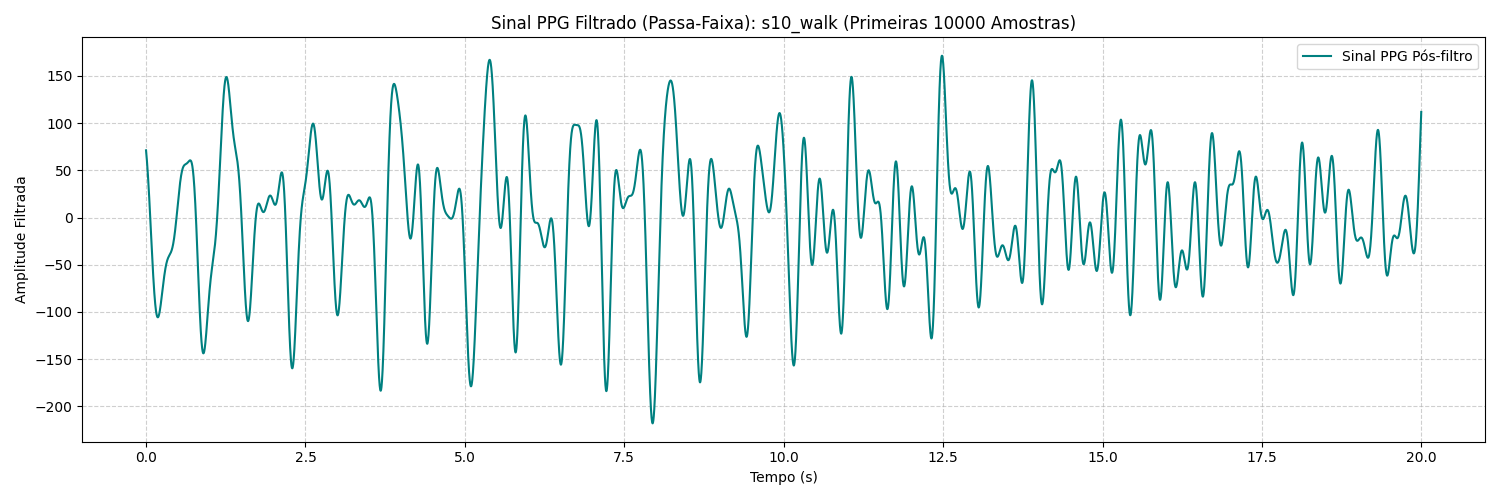 Sinal PPG Filtrado (Passa-Faixa): s10_walk (Primeiras 10000 Amostras)
Sinal PPG Pós-filtro
Amplitude Filtrada
150
100
50
0
−50
−100
−150
−200
0.0 2.5 5.0 7.5 10.0 12.5 15.0 17.5 20.0
Tempo (s)